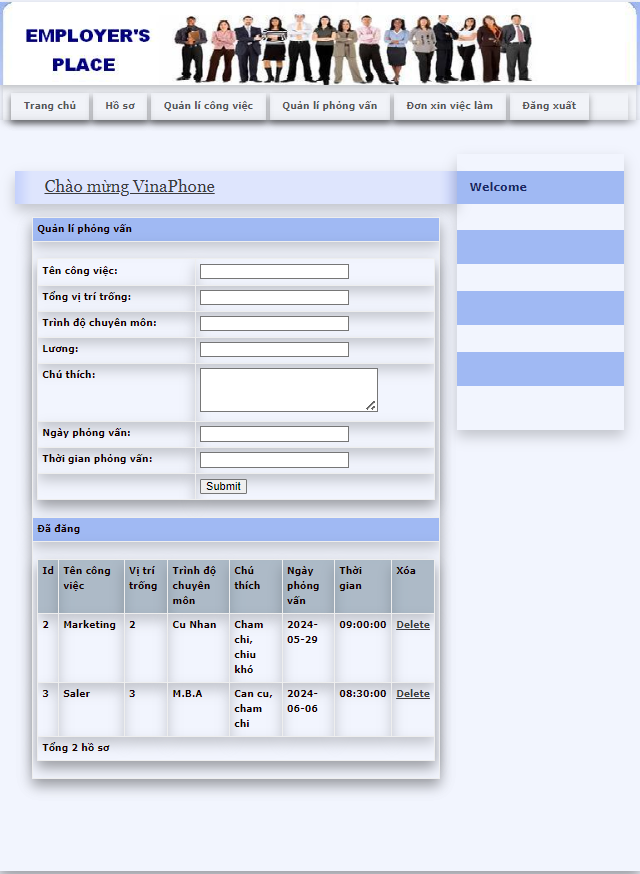 EMPLOYER'S
PLACE
Trang chủ Hồ sơ Quản lí công việc Quản lí phỏng vấn Đơn xin việc làm Đăng xuất
Chào mừng VinaPhone
Welcome
Quản lí phỏng vấn
Tên công việc:
Tổng vị trí trống:
Trình độ chuyên môn:
Lương:
Chú thích:
Ngày phỏng vấn:
Thời gian phỏng vấn:
Submit
Đã đăng
Id Tên công việc Vị trí trống Trình độ chuyên môn Chú thích Ngày phỏng vấn Thời gian Xóa
2 Marketing 2 Cu Nhan Cham chi, chiu khó 2024-05-29 09:00:00 Delete
3 Saler 3 M.B.A Can cu, cham chi 2024-06-06 08:30:00 Delete
Tổng 2 hồ sơ